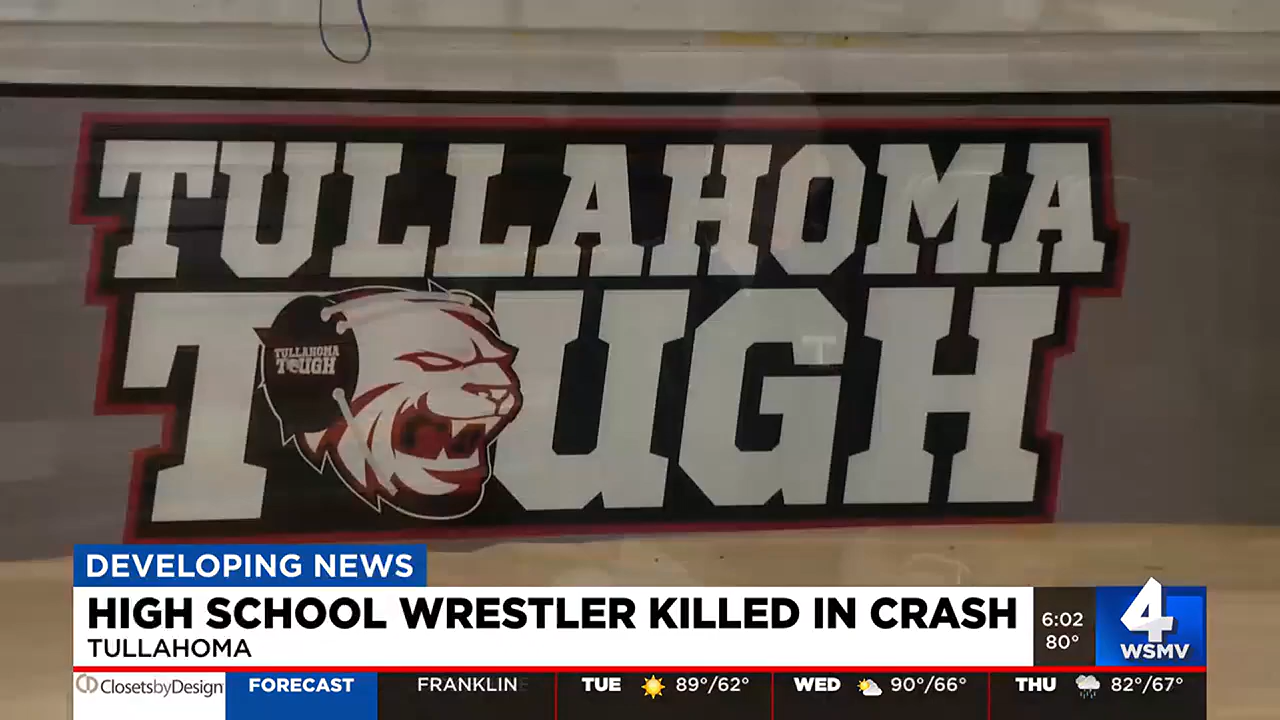 TULLAHOMA
TOUGH
TULLAHOMA
TOUGH
DEVELOPING NEWS
HIGH SCHOOL WRESTLER KILLED IN CRASH
TULLAHOMA
6:02
80°
4
WSMV
ClosetsbyDesign FORECAST FRANKLIN TUE 89°/62° WED 90°/66° THU 82°/67°